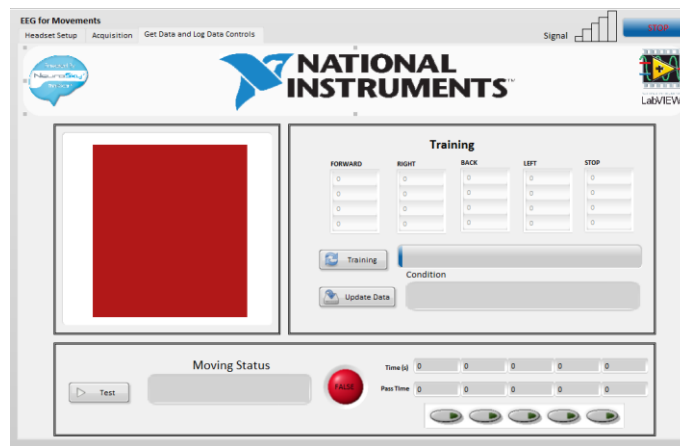 EEG for Movements
Headset Setup Acquisition Get Data and Log Data Controls
Signal
STOP
NeuroSky
NATIONAL
INSTRUMENTS™
LabVIEW
Training
FORWARD RIGHT BACK LEFT STOP
0 0 0 0 0
0 0 0 0 0
0 0 0 0 0
0 0 0 0 0
Training
Condition
Update Data
Moving Status
Test
FALSE
Time (s) 0 0 0 0 0
Pass Time 0 0 0 0 0